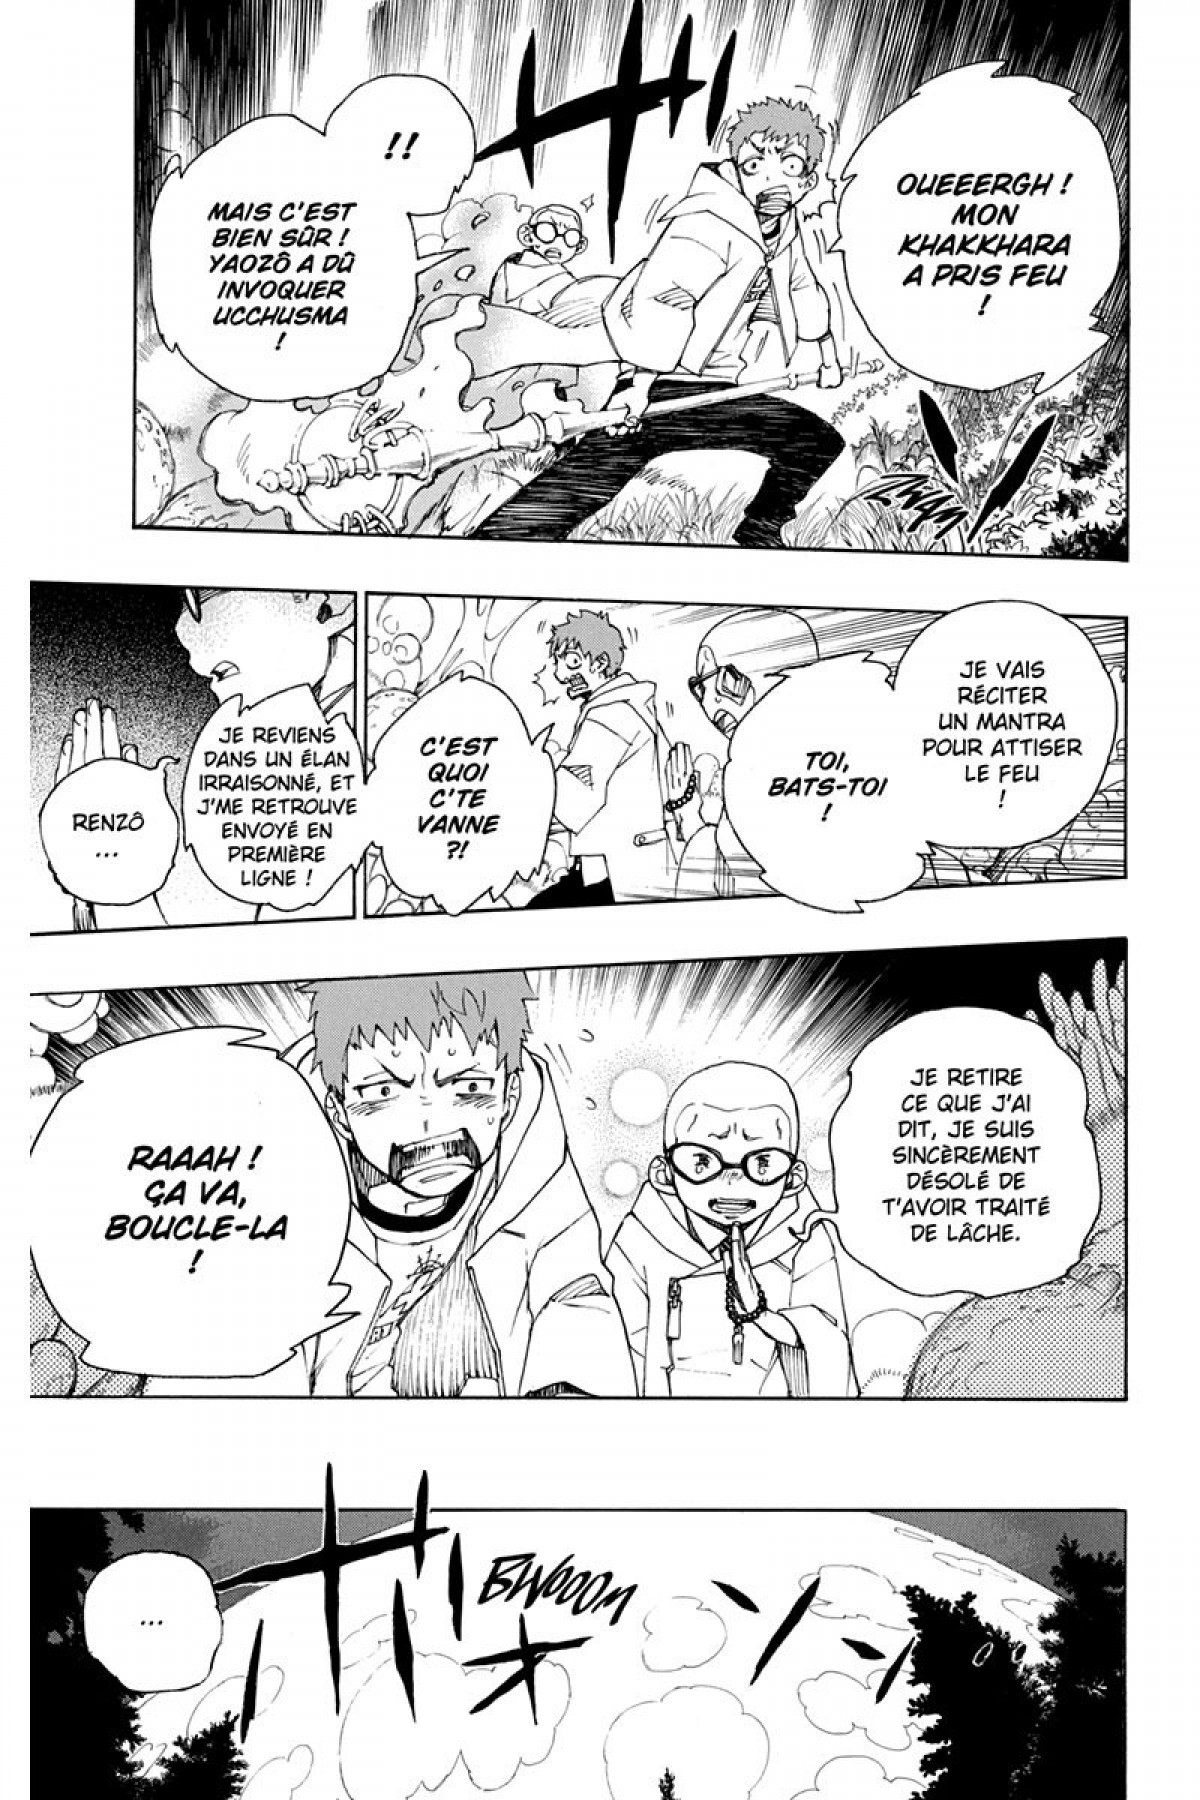 OUEEERGH !
MON
KHAKKHARA
A PRIS FEU
!
!!
MAIS C'EST
BIEN SÛR !
YAOZÔ A DÛ
INVOQUER
UCCHUSMA
!
ZWAM
JE VAIS
RÉCITER
UN MANTRA
POUR ATTISER
LE FEU
!
TOI,
BATS-TOI
!
C'EST
QUOI
C'TE
VANNE
?!
JE REVIENS
DANS UN ÉLAN
IRRAISONNÉ, ET
J'ME RETROUVE
ENVOYÉ EN
PREMIÈRE
LIGNE !
RENZÔ
...
JE RETIRE
CE QUE J'AI
DIT, JE SUIS
SINCÈREMENT
DÉSOLÉ DE
T'AVOIR TRAITÉ
DE LÂCHE.
RAAAH !
ÇA VA,
BOUCLE-LA
!
BWOOOM
...